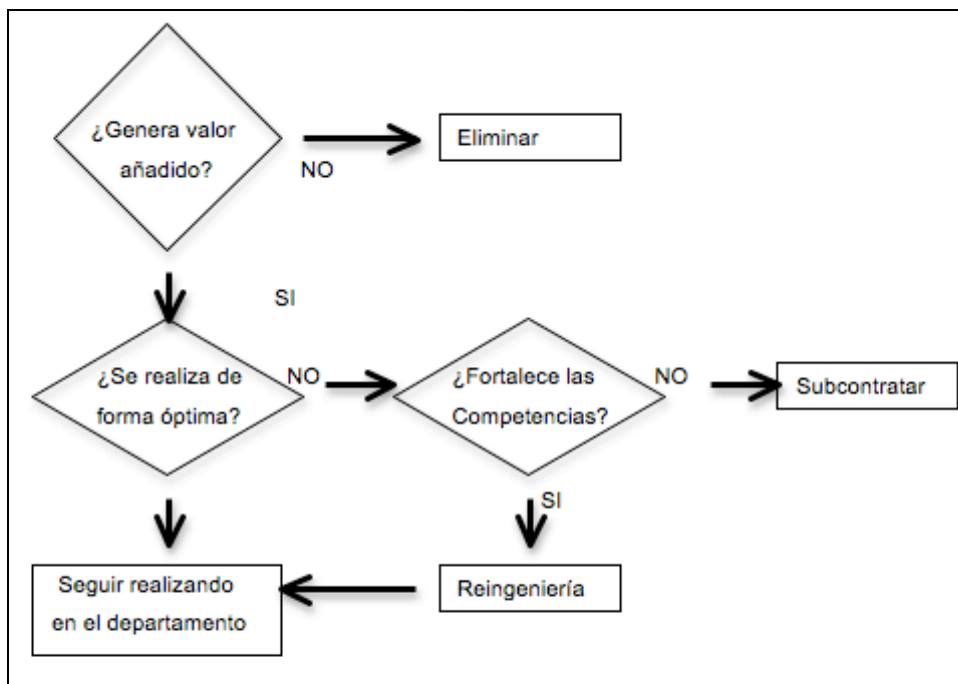 ¿Genera valor
añadido?
NO
Eliminar
SI
¿Se realiza de
forma óptima?
NO
¿Fortalece las
Competencias?
NO
Subcontratar
SI
Seguir realizando
en el departamento
Reingeniería